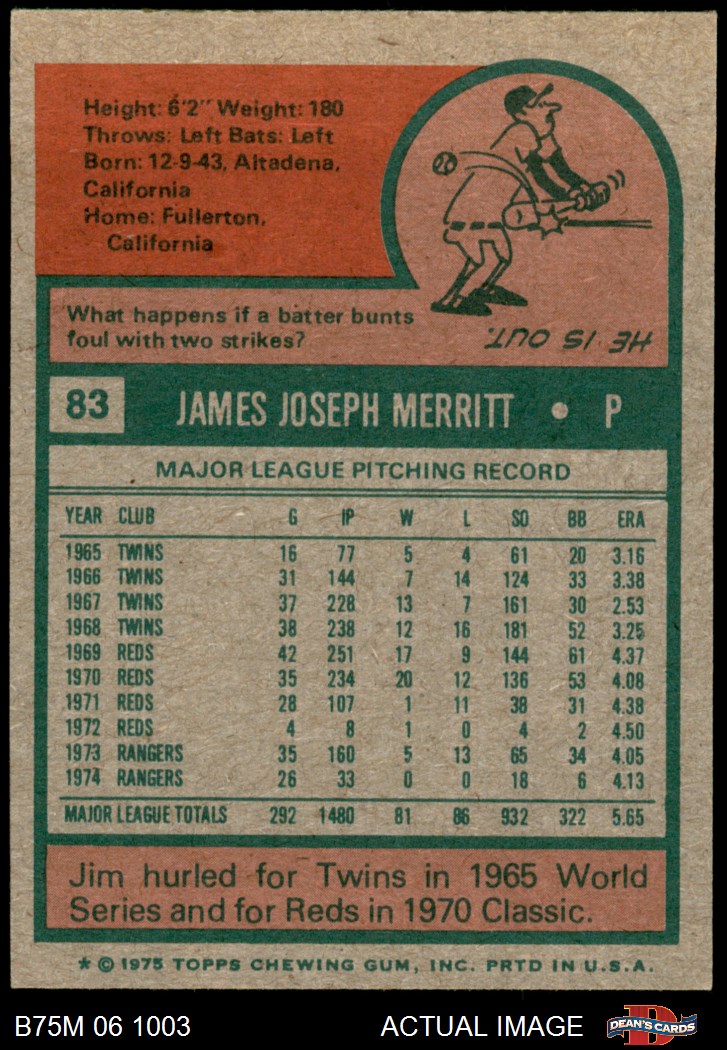 Height: 6'2" Weight: 180
Throws: Left Bats: Left
Born: 12-9-43, Altadena,
California
Home: Fullerton,
California
What happens if a batter bunts
foul with two strikes?
HE IS OUT.
83 JAMES JOSEPH MERRITT • P
MAJOR LEAGUE PITCHING RECORD
YEAR CLUB G IP W L SO BB ERA
1965 TWINS 16 77 5 4 61 20 3.16
1966 TWINS 31 144 7 14 124 33 3.38
1967 TWINS 37 228 13 7 161 30 2.53
1968 TWINS 38 238 12 16 181 52 3.25
1969 REDS 42 251 17 9 144 61 4.37
1970 REDS 35 234 20 12 136 53 4.08
1971 REDS 28 107 1 11 38 31 4.38
1972 REDS 4 8 1 0 4 2 4.50
1973 RANGERS 35 160 5 13 65 34 4.05
1974 RANGERS 26 33 0 0 18 6 4.13
MAJOR LEAGUE TOTALS 292 1480 81 86 932 322 5.65
Jim hurled for Twins in 1965 World
Series and for Reds in 1970 Classic.
* © 1975 TOPPS CHEWING GUM, INC. PRTD IN U.S.A.
B75M 06 1003 ACTUAL IMAGE DEAN'S CARDS